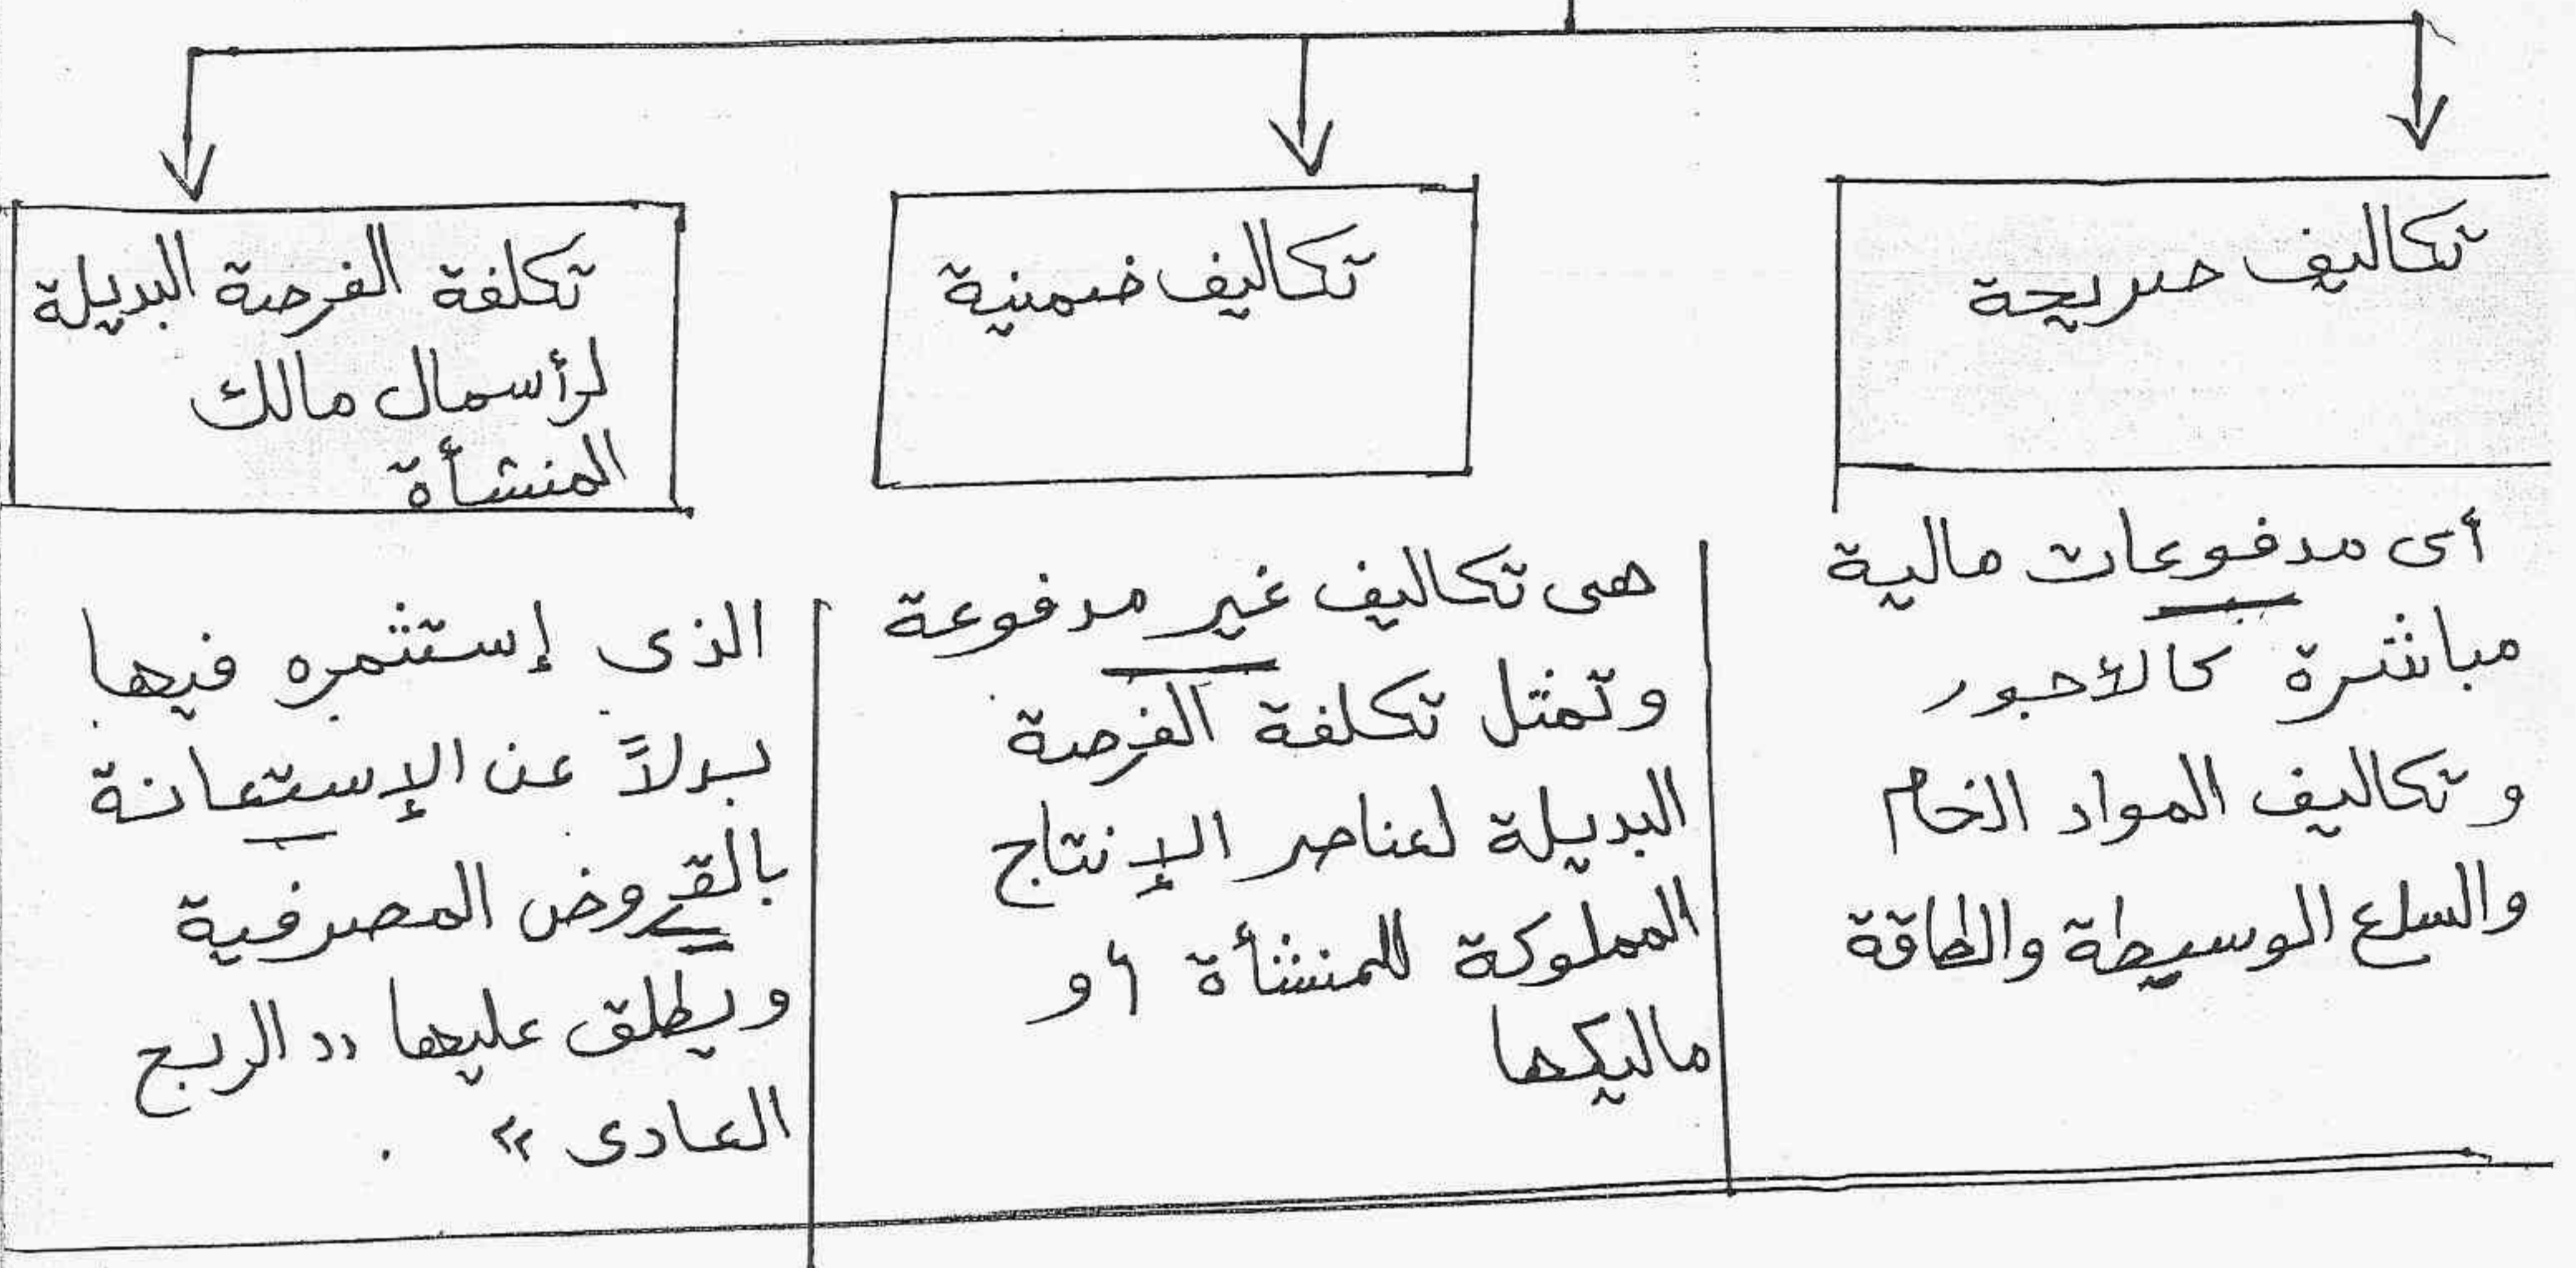 تكاليف صريحة
أى مدفوعات مالية
مباشرة كالأجور
و تكاليف المواد الخام
والسلع الوسيطة والطاقة
تكاليف ضمنية
هى تكاليف غير مدفوعة
وتمثل تكلفة الفرصة
البديلة لعناصر الإنتاج
المملوكة للمنشأة أو
ماليكها
تكلفة الفرصة البديلة
لرأسمال مالك
المنشأة
الذى إستثمره فيها
بدلاً عن الإستعانة
بالقروض المصرفية
ويطلق عليها « الربح
العادى » .